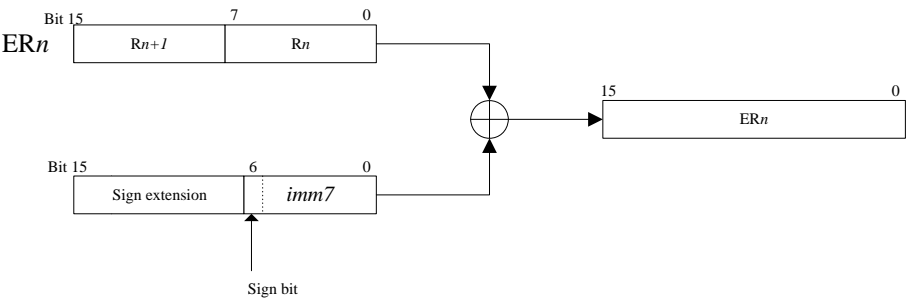 Bit 15 7 0
ERn Rn+1 Rn
15 0
ERn
Bit 15 6 0
Sign extension imm7
Sign bit